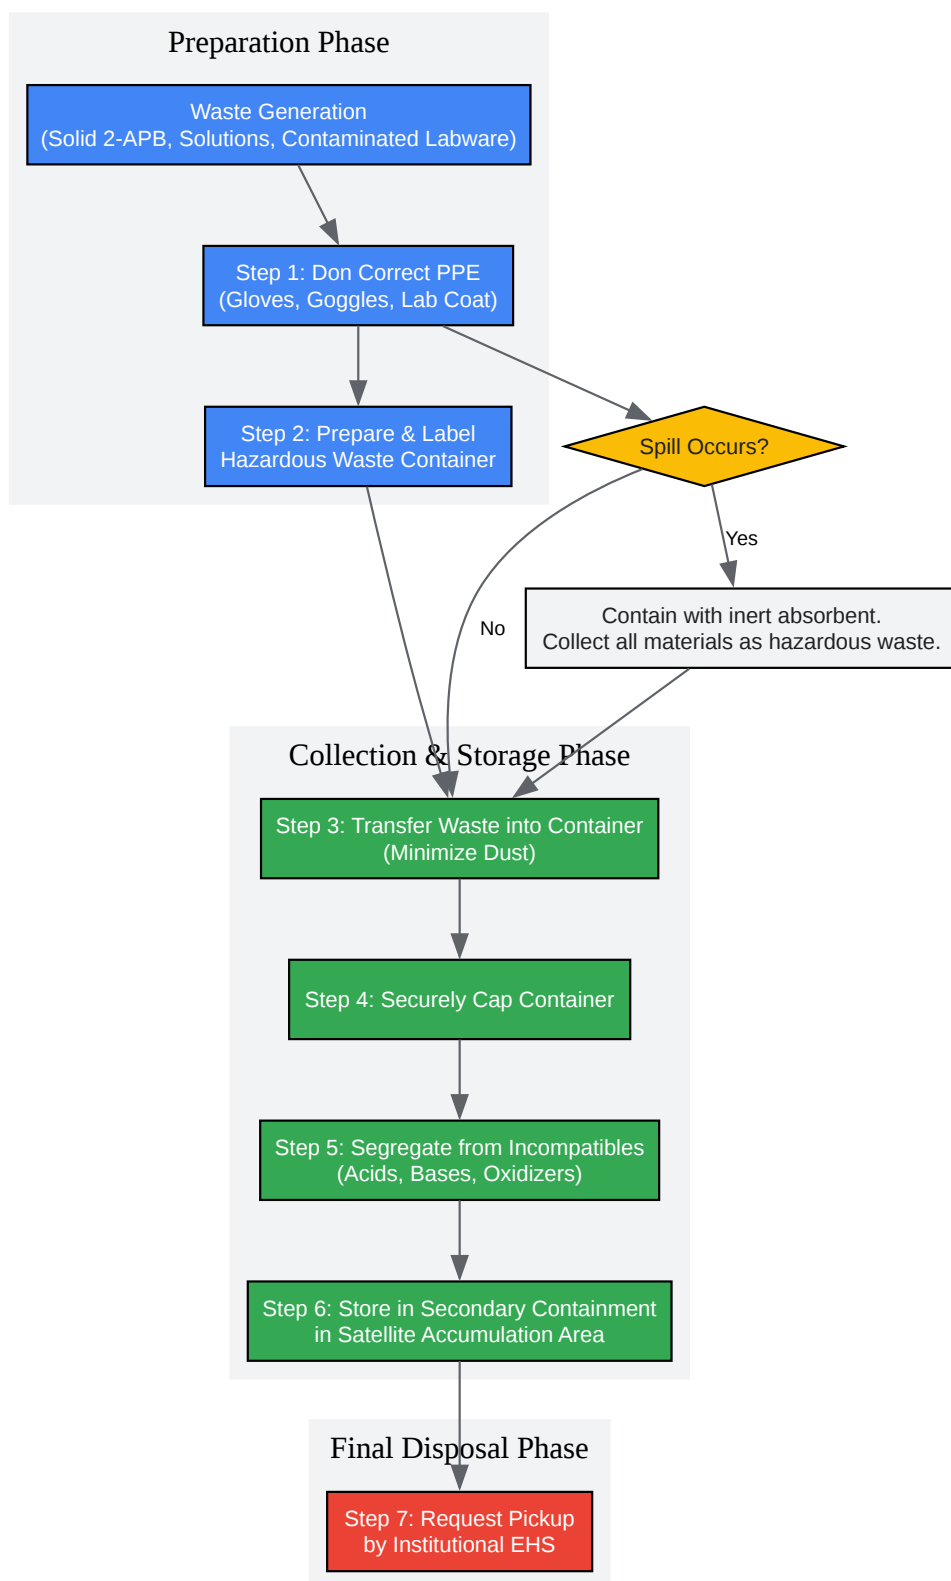 Preparation Phase
Waste Generation
(Solid 2-APB, Solutions, Contaminated Labware)
Step 1: Don Correct PPE
(Gloves, Goggles, Lab Coat)
Step 2: Prepare & Label
Hazardous Waste Container
Spill Occurs?
Yes
No
Contain with inert absorbent.
Collect all materials as hazardous waste.
Collection & Storage Phase
Step 3: Transfer Waste into Container
(Minimize Dust)
Step 4: Securely Cap Container
Step 5: Segregate from Incompatibles
(Acids, Bases, Oxidizers)
Step 6: Store in Secondary Containment
in Satellite Accumulation Area
Final Disposal Phase
Step 7: Request Pickup
by Institutional EHS